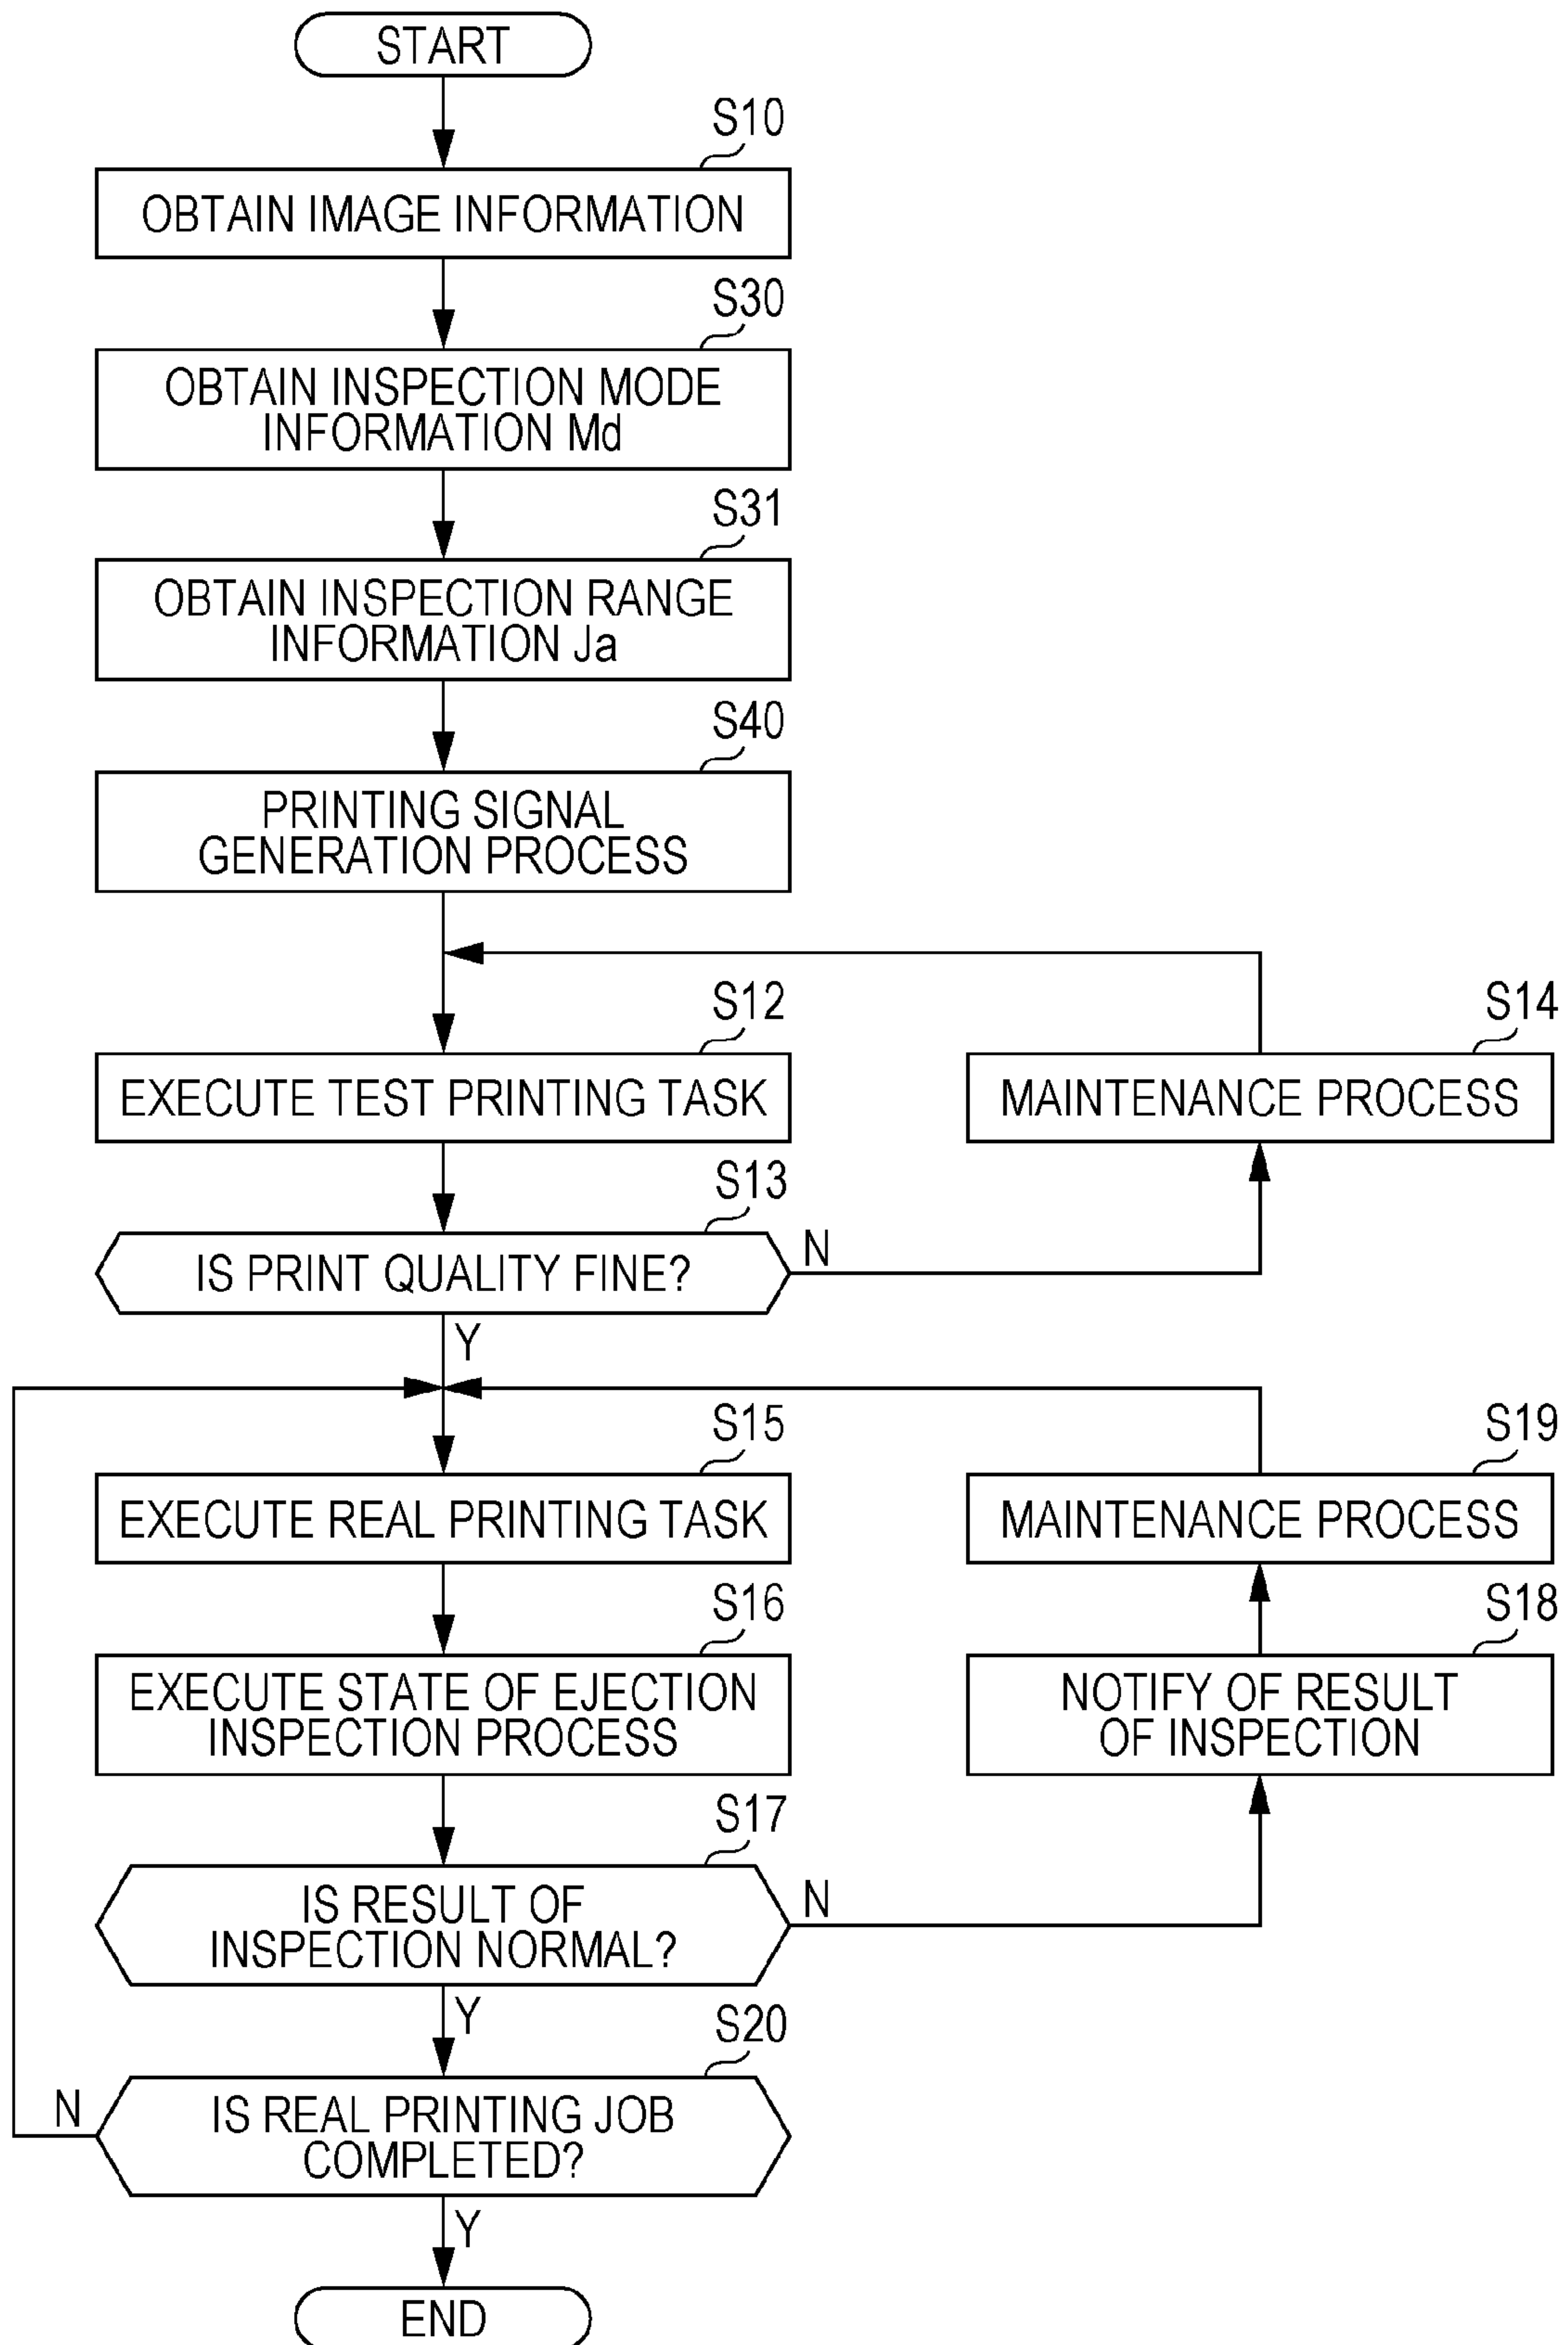 START
S10
OBTAIN IMAGE INFORMATION
S30
OBTAIN INSPECTION MODE
INFORMATION Md
S31
OBTAIN INSPECTION RANGE
INFORMATION Ja
S40
PRINTING SIGNAL
GENERATION PROCESS
S12
EXECUTE TEST PRINTING TASK
S14
MAINTENANCE PROCESS
S13
IS PRINT QUALITY FINE?
N
Y
S15
EXECUTE REAL PRINTING TASK
S19
MAINTENANCE PROCESS
S16
EXECUTE STATE OF EJECTION
INSPECTION PROCESS
S18
NOTIFY OF RESULT
OF INSPECTION
S17
IS RESULT OF
INSPECTION NORMAL?
N
Y
S20
IS REAL PRINTING JOB
COMPLETED?
N
Y
END